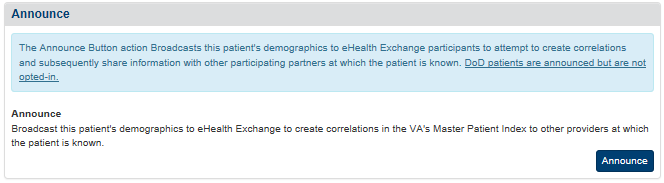 Announce
The Announce Button action Broadcasts this patient's demographics to eHealth Exchange participants to attempt to create correlations
and subsequently share information with other participating partners at which the patient is known. DoD patients are announced but are not
opted-in.
Announce
Broadcast this patient's demographics to eHealth Exchange to create correlations in the VA's Master Patient Index to other providers at which
the patient is known.
Announce